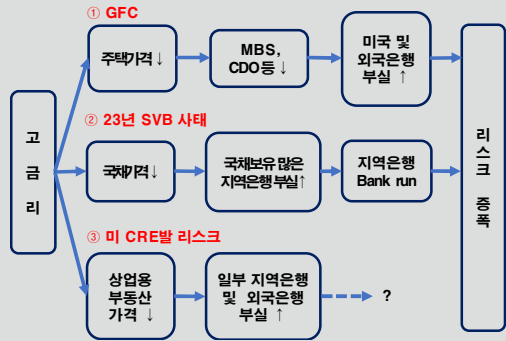 ① GFC
주택가격 ↓
MBS,
CDO 등 ↓
미국 및
외국은행
부실 ↑
고
금
리
② 23년 SVB 사태
국채가격 ↓
국채보유 많은
지역은행 부실↑
지역은행
Bank run
리
스
크
증
폭
③ 미 CRE발 리스크
상업용
부동산
가격 ↓
일부 지역은행
및 외국은행
부실 ↑
?